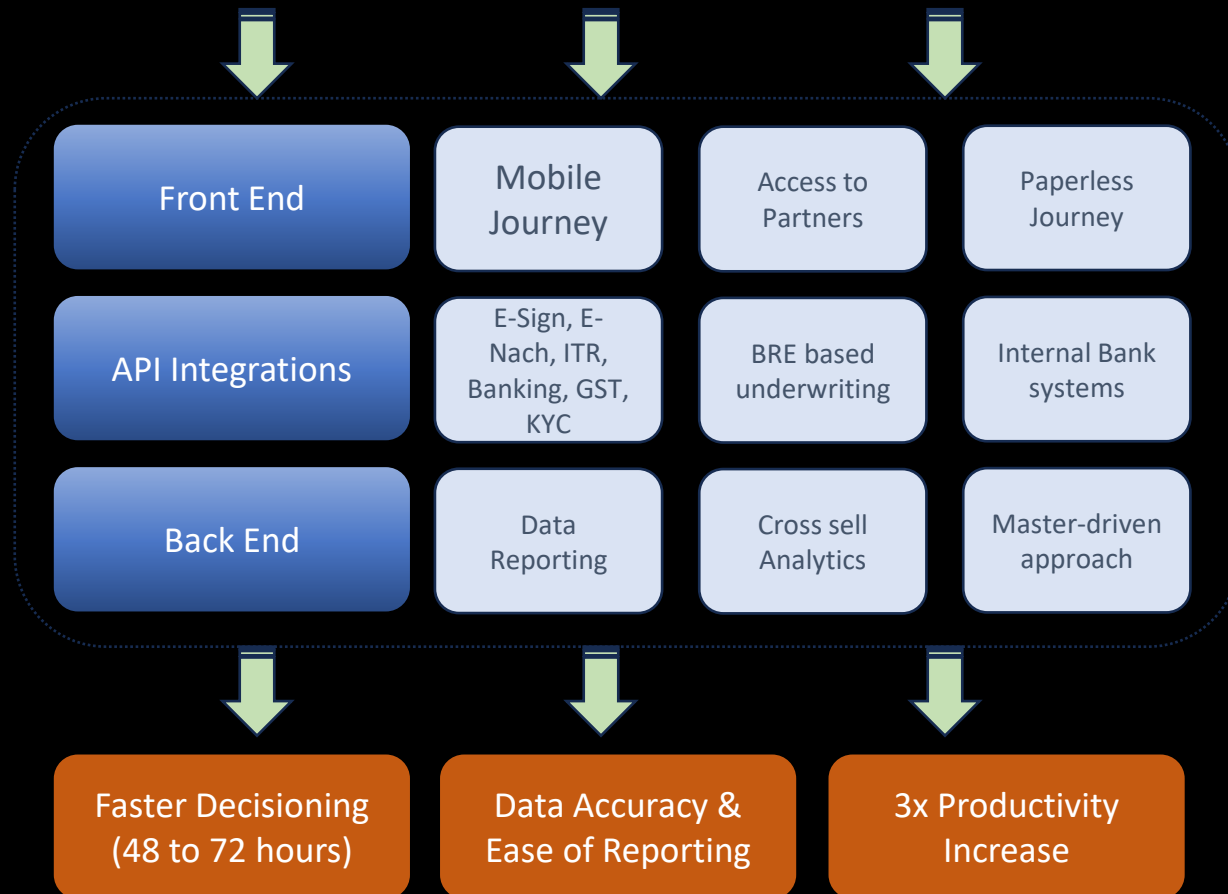 Front End
Mobile
Journey
Access to
Partners
Paperless
Journey
API Integrations
E-Sign, E-
Nach, ITR,
Banking, GST,
KYC
BRE based
underwriting
Internal Bank
systems
Back End
Data
Reporting
Cross sell
Analytics
Master-driven
approach
Faster Decisioning
(48 to 72 hours)
Data Accuracy &
Ease of Reporting
3x Productivity
Increase